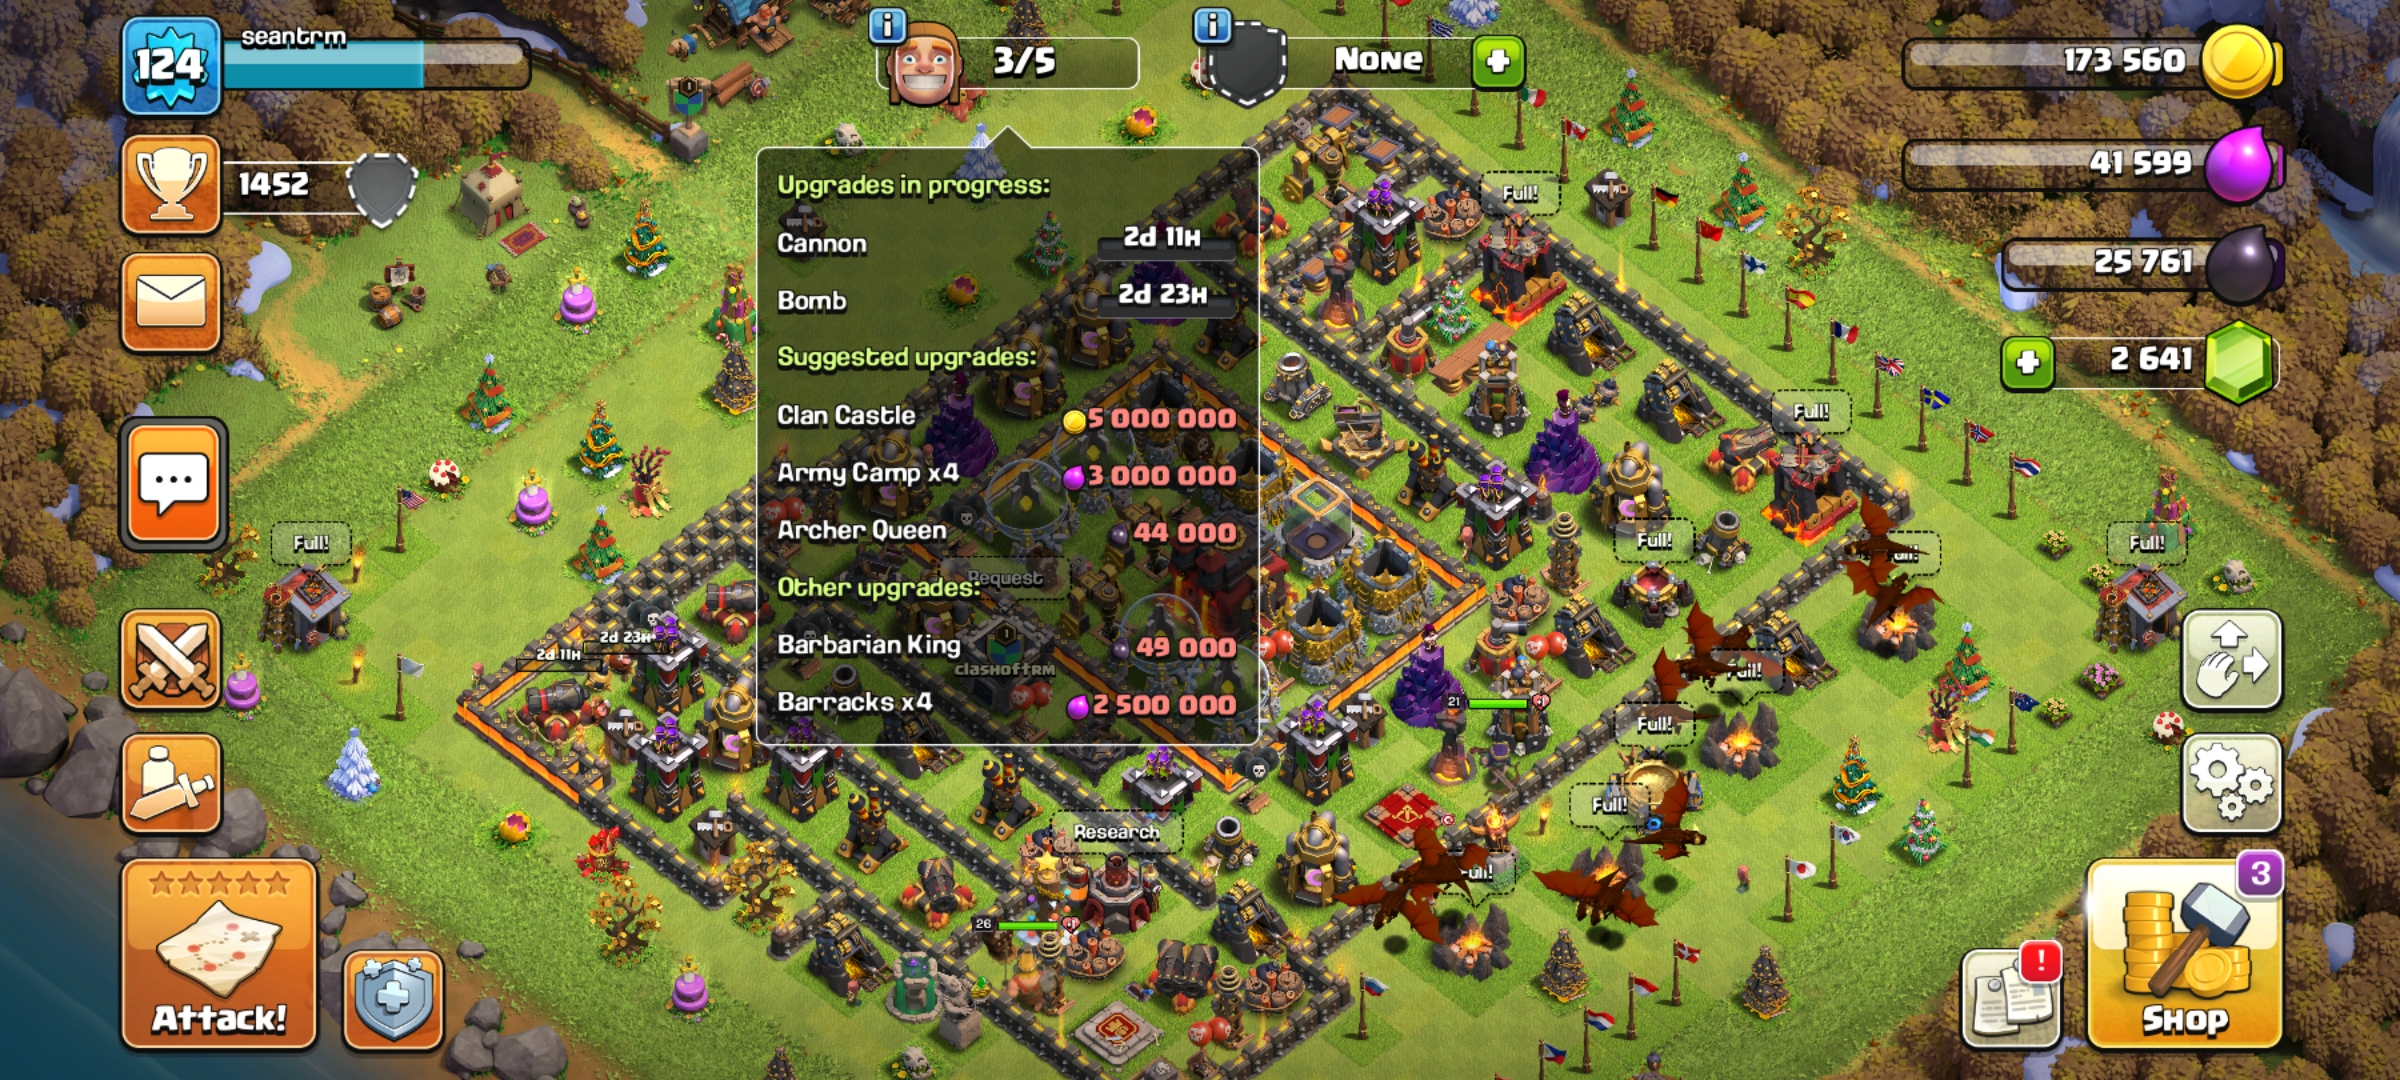 124
seantrm
3/5
None
173 560
1452
41 599
25 761
2 641
Upgrades in progress:
Cannon 2d 11H
Bomb 2d 23H
Suggested upgrades:
Clan Castle 5 000 000
Army Camp x4 3 000 000
Archer Queen 44 000
Other upgrades:
Barbarian King 49 000
Barracks x4 2 500 000
Request
clashoftrm
Full!
Full!
Full!
Full!
Full!
Full!
Full!
Full!
Full!
Full!
2d 23H
2d 11H
21
Research
26
Attack!
3
!
Shop